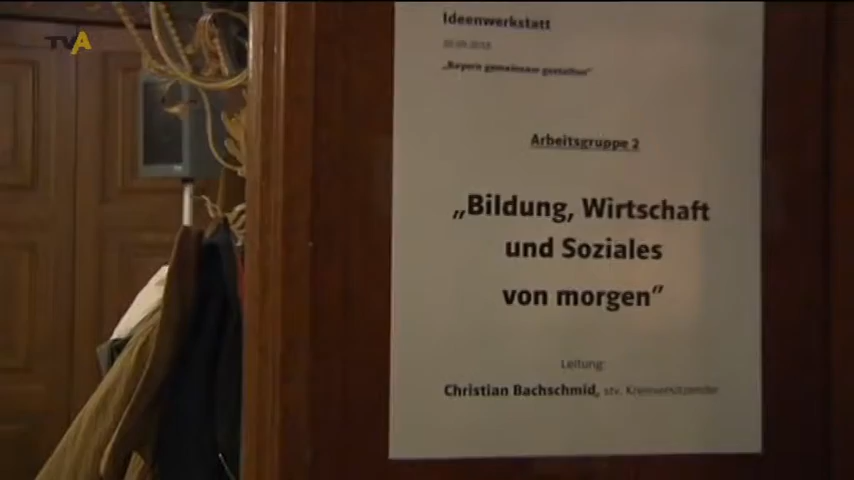 TVA
Ideenwerkstatt
„Bayern gemeinsam gestalten“
Arbeitsgruppe 2
„Bildung, Wirtschaft
und Soziales
von morgen“
Leitung:
Christian Bachschmid, stv. Kreisvorsitzender